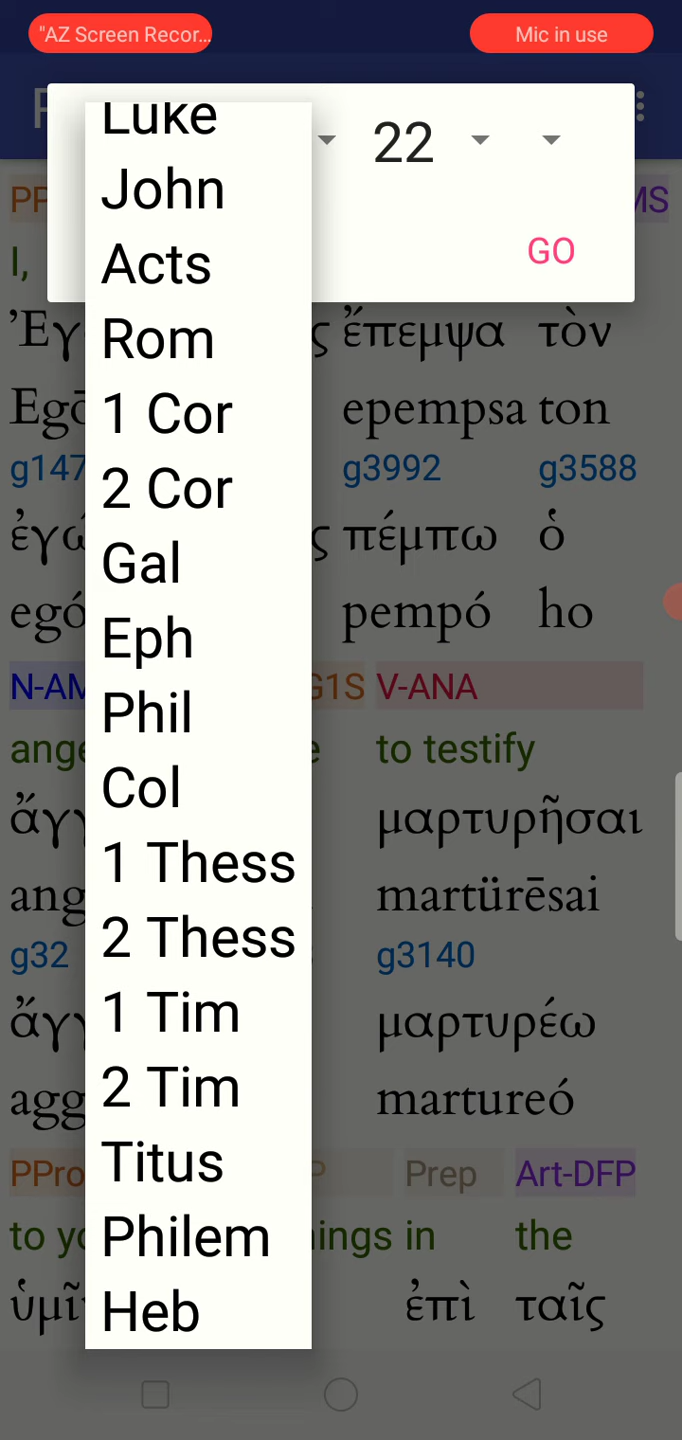 "AZ Screen Recor...
Mic in use
Luke
22
John
GO
Acts
Rom
1 Cor
2 Cor
Gal
Eph
Phil
Col
1 Thess
2 Thess
1 Tim
2 Tim
Titus
Philem
Heb
I,
ἔπεμψα τὸν
epempsa ton
g3992 g3588
πέμπω ὁ
egó pempó ho
V-ANA
to testify
μαρτυρῆσαι
martürēsai
g32 g3140
μαρτυρέω
martureó
Prep Art-DFP
in the
ἐπὶ ταῖς